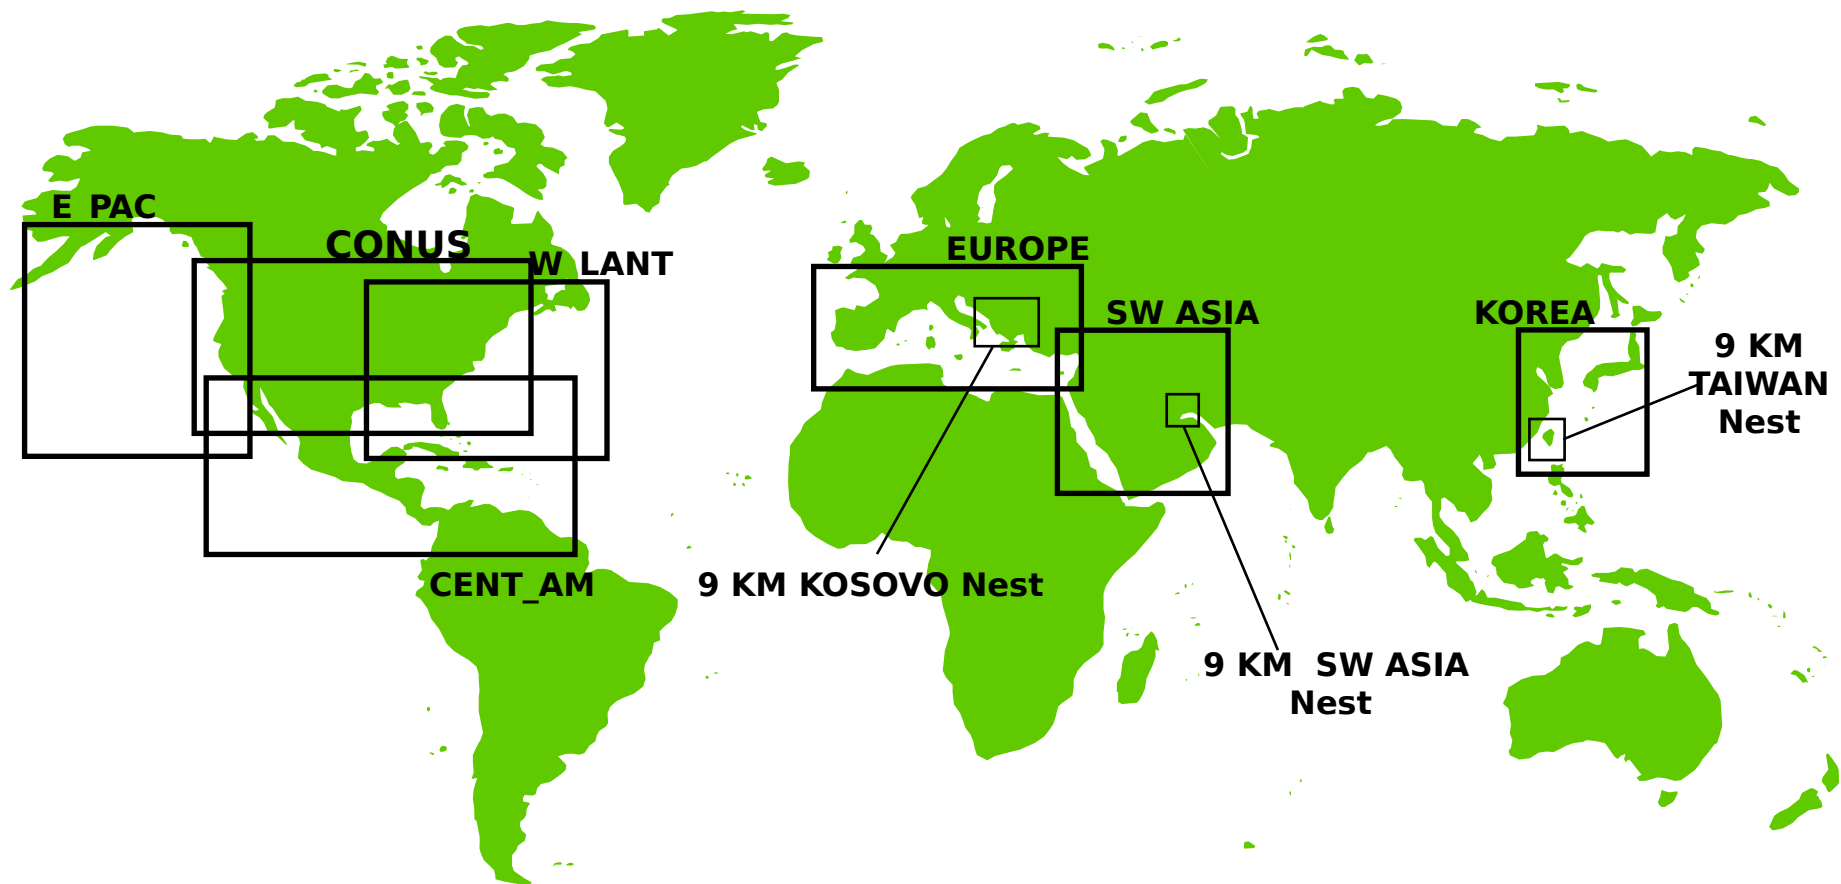 E_PAC
CONUS
W_LANT
EUROPE
SW ASIA
KOREA
9 KM
TAIWAN
Nest
CENT_AM
9 KM KOSOVO Nest
9 KM  SW ASIA
Nest